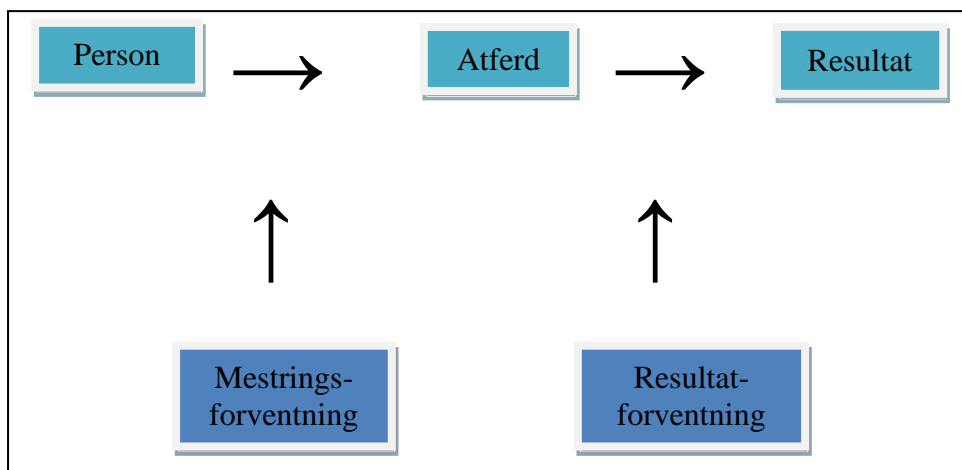 Person
Atferd
Resultat
Mestrings-
forventning
Resultat-
forventning